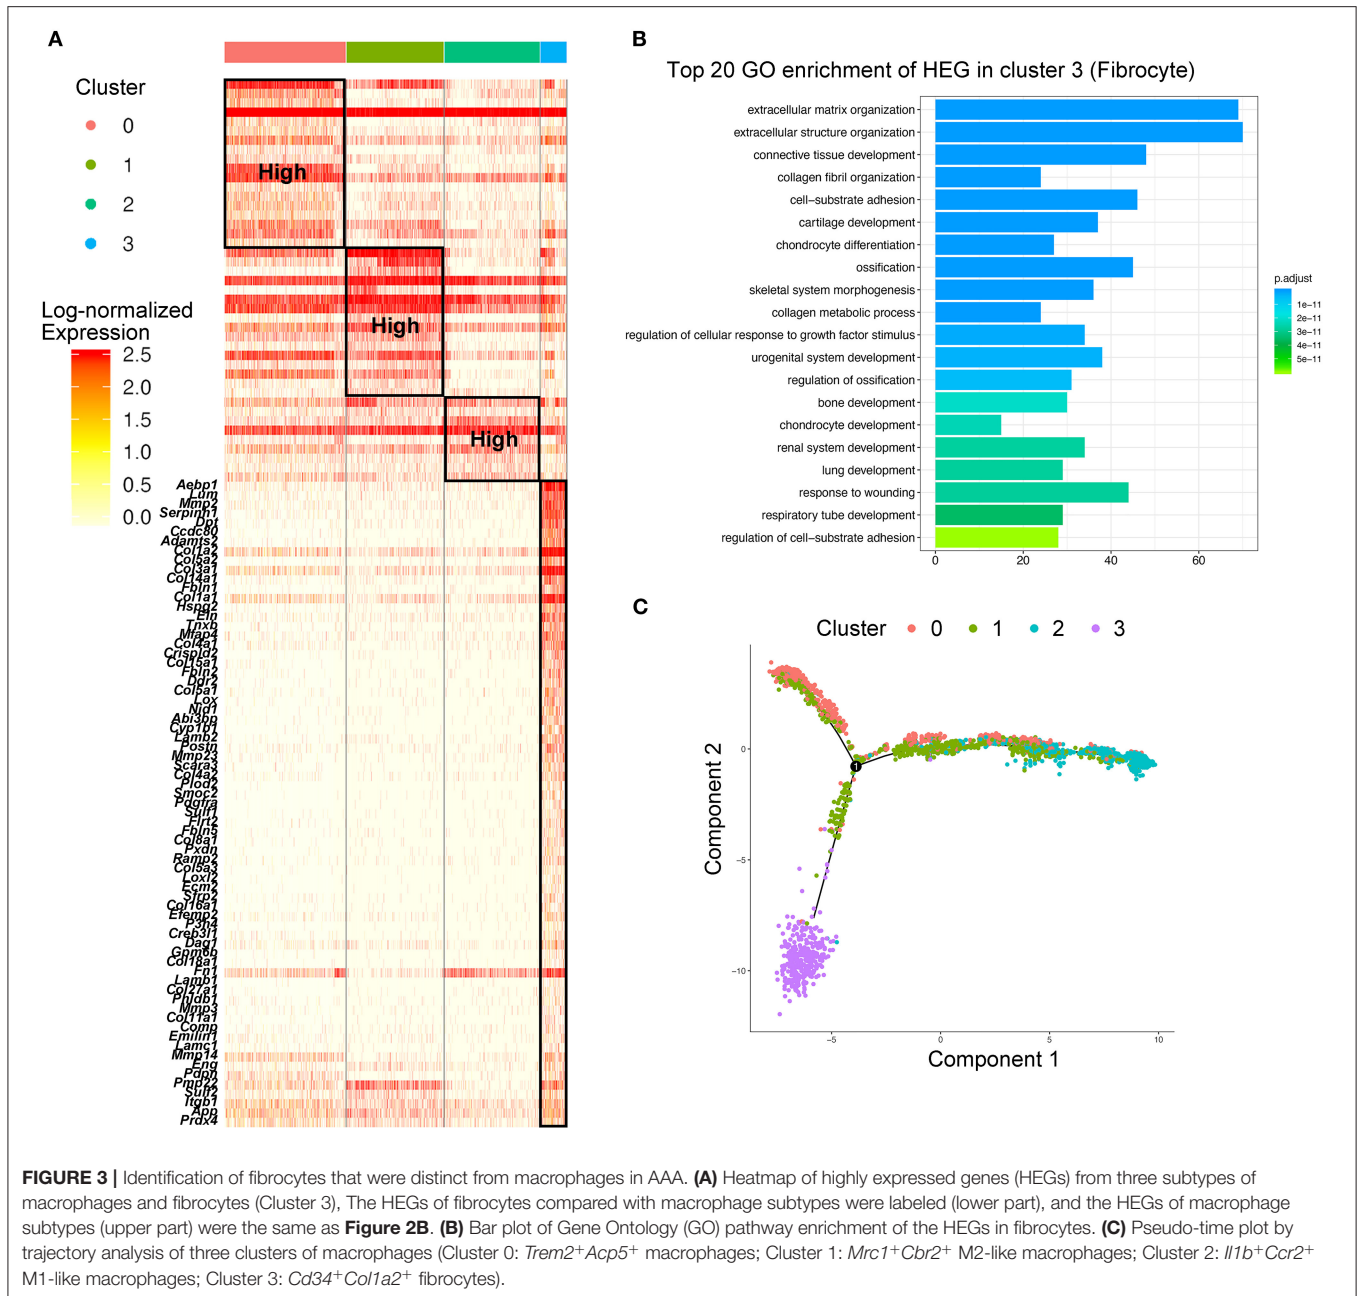 A
Cluster
0
1
2
3
Log-normalized
Expression
2.5
2.0
1.5
1.0
0.5
0.0
High
High
High
Aebp1
Lum
Mmp2
Serpinh1
Dpt
Ccdc80
Adamts2
Col1a2
Col5a2
Col3a1
Col14a1
Fbln1
Col1a1
Hspg2
Eln
Tnxb
Mfap4
Col4a1
Crispld2
Col15a1
Fbln2
Ddr2
Col5a1
Lox
Nid1
Abi3bp
Cyp1b1
Lamb2
Postn
Mmp23
Scara3
Col4a2
Plod2
Smoc2
Pdgfra
Sulf1
Flrt2
Fbln5
Col8a1
Pxdn
Ramp2
Col5a3
Loxl2
Ecm2
Sfrp2
Col16a1
Efemp2
P3h4
Creb3l1
Dag1
Gpm6b
Col18a1
Fn1
Lamb1
Col27a1
Phldb1
Mmp3
Col11a1
Comp
Emilin1
Lamc1
Mmp14
Eng
Pdpn
Pmp22
Sulf2
Itgb1
App
Prdx4
B
Top 20 GO enrichment of HEG in cluster 3 (Fibrocyte)
extracellular matrix organization
extracellular structure organization
connective tissue development
collagen fibril organization
cell−substrate adhesion
cartilage development
chondrocyte differentiation
ossification
skeletal system morphogenesis
collagen metabolic process
regulation of cellular response to growth factor stimulus
urogenital system development
regulation of ossification
bone development
chondrocyte development
renal system development
lung development
response to wounding
respiratory tube development
regulation of cell−substrate adhesion
0 20 40 60
p.adjust
1e−11
2e−11
3e−11
4e−11
5e−11
C
Cluster 0 1 2 3
Component 2
0
−5
−10
1
−5 0 5 10
Component 1
FIGURE 3 | Identification of fibrocytes that were distinct from macrophages in AAA. (A) Heatmap of highly expressed genes (HEGs) from three subtypes of
macrophages and fibrocytes (Cluster 3), The HEGs of fibrocytes compared with macrophage subtypes were labeled (lower part), and the HEGs of macrophage
subtypes (upper part) were the same as Figure 2B. (B) Bar plot of Gene Ontology (GO) pathway enrichment of the HEGs in fibrocytes. (C) Pseudo-time plot by
trajectory analysis of three clusters of macrophages (Cluster 0: Trem2+Acp5+ macrophages; Cluster 1: Mrc1+Cbr2+ M2-like macrophages; Cluster 2: Il1b+Ccr2+
M1-like macrophages; Cluster 3: Cd34+Col1a2+ fibrocytes).